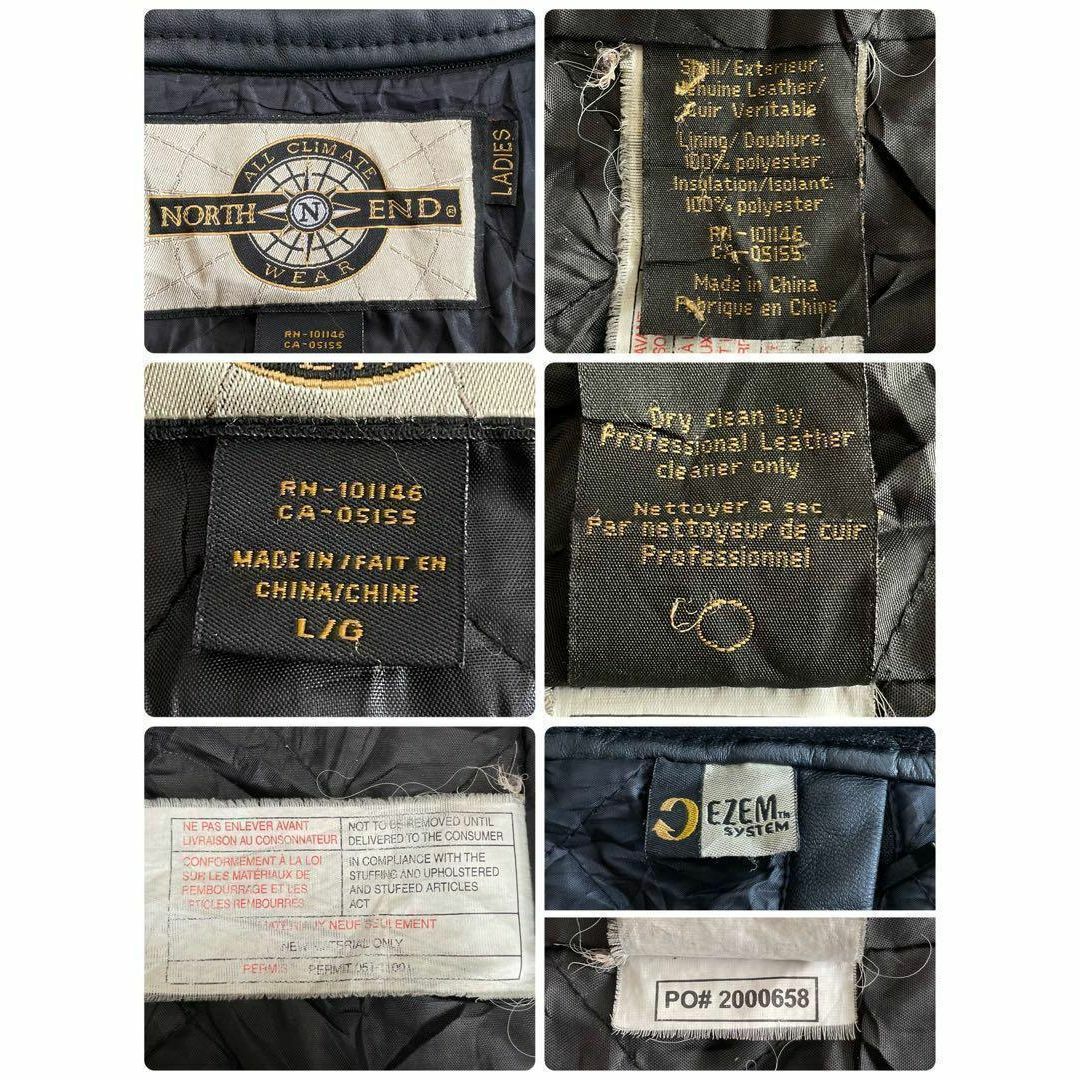 ALL CLIMATE
NORTH N END®
WEAR
LADIES
RN-101146
CA-05155
Shell/Exterieur:
Genuine Leather/
Cuir Veritable
Lining/Doublure:
100% polyester
Inslation/Isolant:
100% polyester
RN-101146
CA-05155
Made in China
Fabrique en Chine
RN-101146
CA-05155
MADE IN/FAIT EN
CHINA/CHINE
L/G
Dry clean by
Professional Leather
cleaner only
Nettoyer a sec
Par nettoyeur de cuir
Professionnel
NE PAS ENLEVER AVANT
LIVRAISON AU CONSONNATEUR
NOT TO BE REMOVED UNTIL
DELIVERED TO THE CONSUMER
CONFORMEMENT À LA LOI
SUR LES MATÉRIAUX DE
REMBOURRAGE ET LES
ARTICLES REMBOURRES
IN COMPLIANCE WITH THE
STUFFING AND UPHOLSTERED
AND STUFEED ARTICLES
ACT
NEUF SEULEMENT
NEW MATERIAL ONLY
PERMIS PERMIT
EZEM™
SYSTEM
PO# 2000658